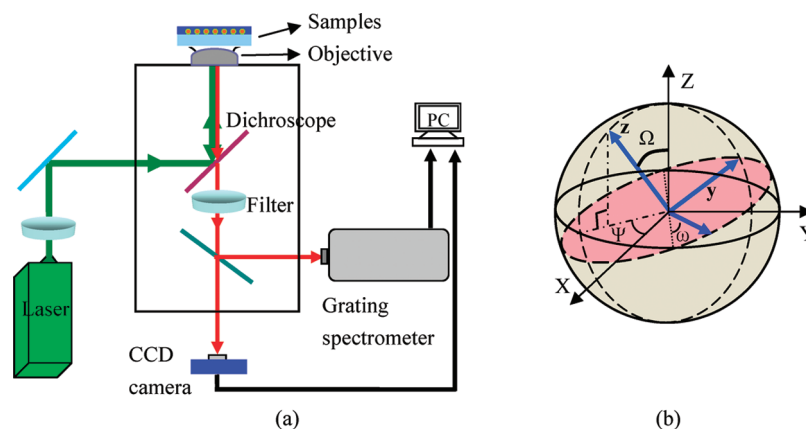 Samples
Objective
Dichroscope
PC
Filter
Laser
Grating
spectrometer
CCD
camera
(a)
Z
z
Ω
y
Y
Ψ
ω
X
(b)